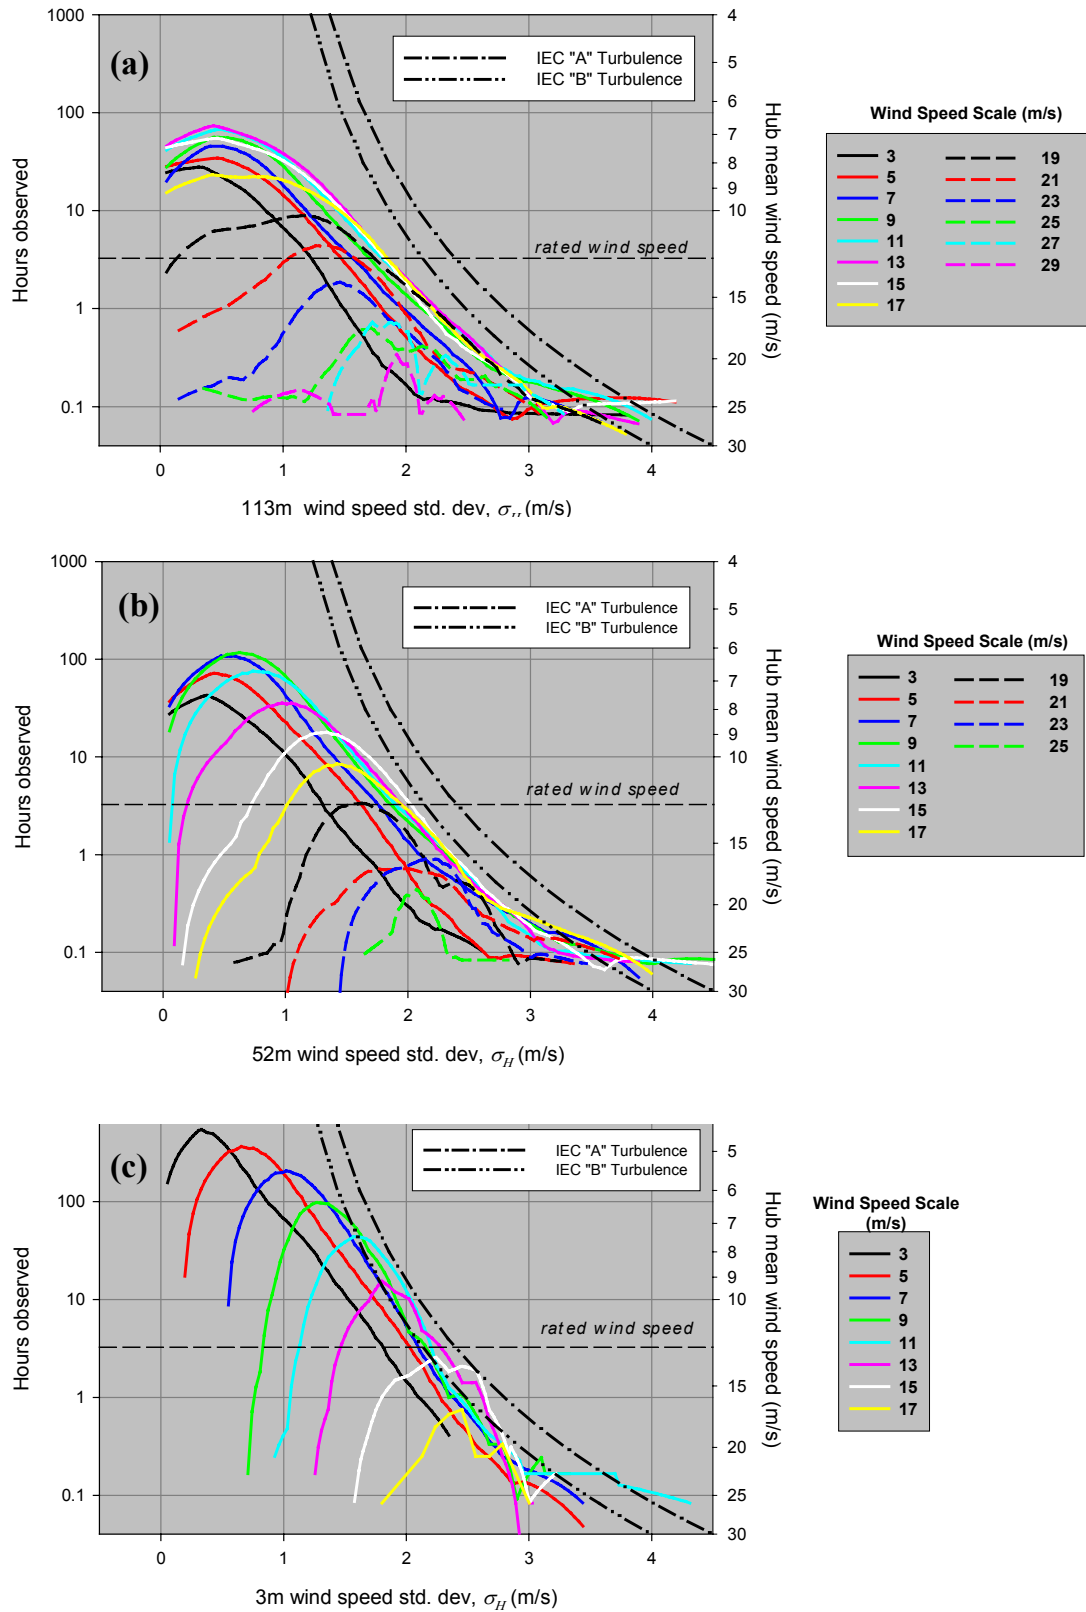 (a)
1000
100
10
1
0.1
Hours observed
IEC "A" Turbulence
IEC "B" Turbulence
rated wind speed
4
5
6
7
8
9
10
15
20
25
30
Hub mean wind speed (m/s)
0 1 2 3 4
113m wind speed std. dev, σH (m/s)
Wind Speed Scale (m/s)
3 19
5 21
7 23
9 25
11 27
13 29
15
17
(b)
1000
100
10
1
0.1
Hours observed
IEC "A" Turbulence
IEC "B" Turbulence
rated wind speed
4
5
6
7
8
9
10
15
20
25
30
Hub mean wind speed (m/s)
0 1 2 3 4
52m wind speed std. dev, σH (m/s)
Wind Speed Scale (m/s)
3 19
5 21
7 23
9 25
11
13
15
17
(c)
100
10
1
0.1
Hours observed
IEC "A" Turbulence
IEC "B" Turbulence
rated wind speed
5
6
7
8
9
10
15
20
25
30
Hub mean wind speed (m/s)
0 1 2 3 4
3m wind speed std. dev, σH (m/s)
Wind Speed Scale
(m/s)
3
5
7
9
11
13
15
17